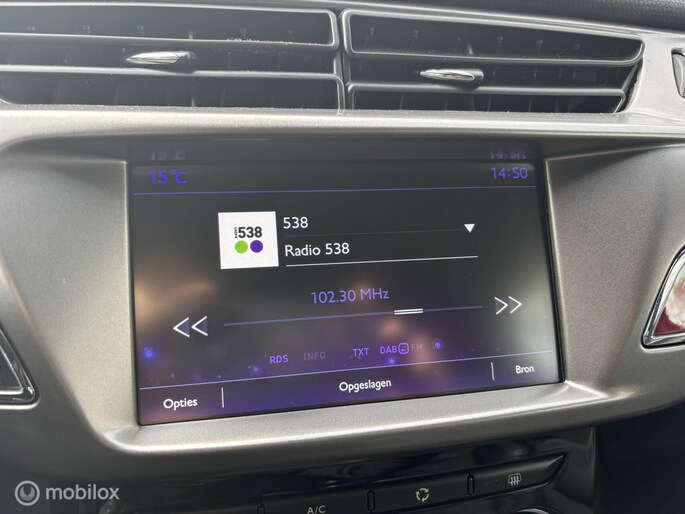 15°C 14:50
538
RADIO 538
Radio 538
102.30 MHz
RDS INFO TXT DAB FM
Opties Opgeslagen Bron
A/C
mobilox